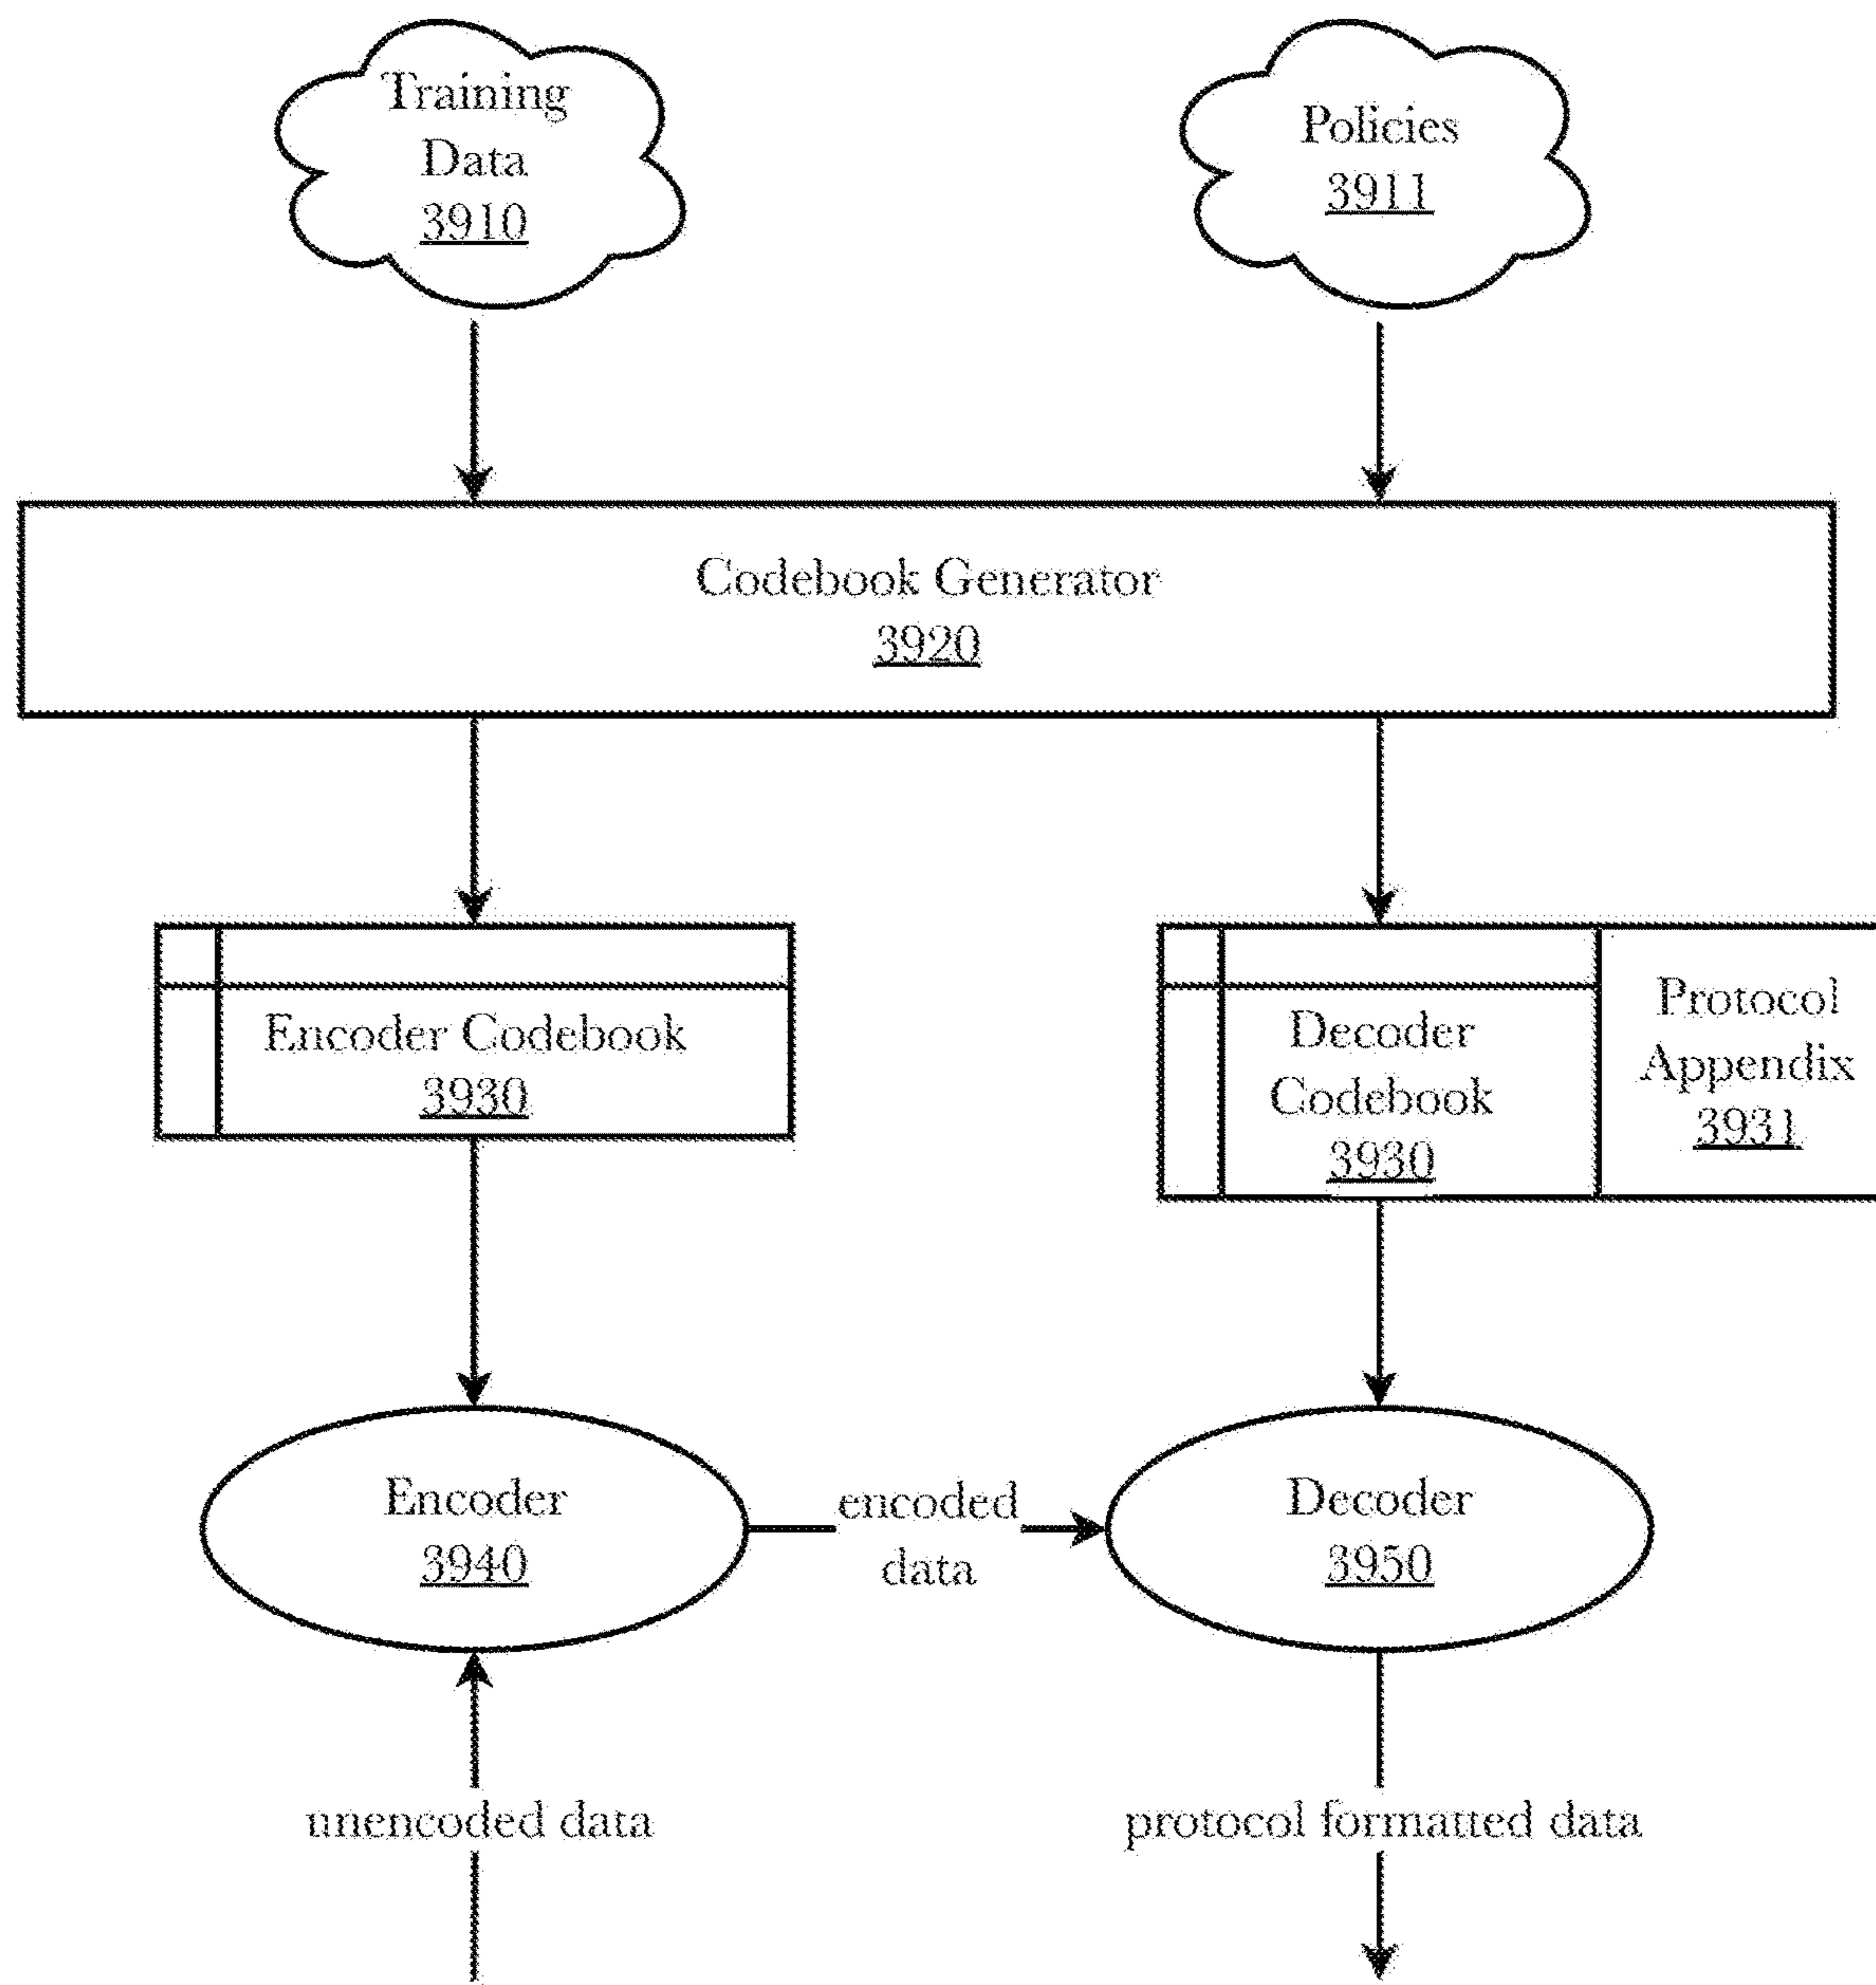 Training
Data
3910
Policies
3911
Codebook Generator
3920
Encoder Codebook
3930
Decoder
Codebook
3930
Protocol
Appendix
3931
Encoder
3940
encoded
data
Decoder
3950
unencoded data
protocol formatted data